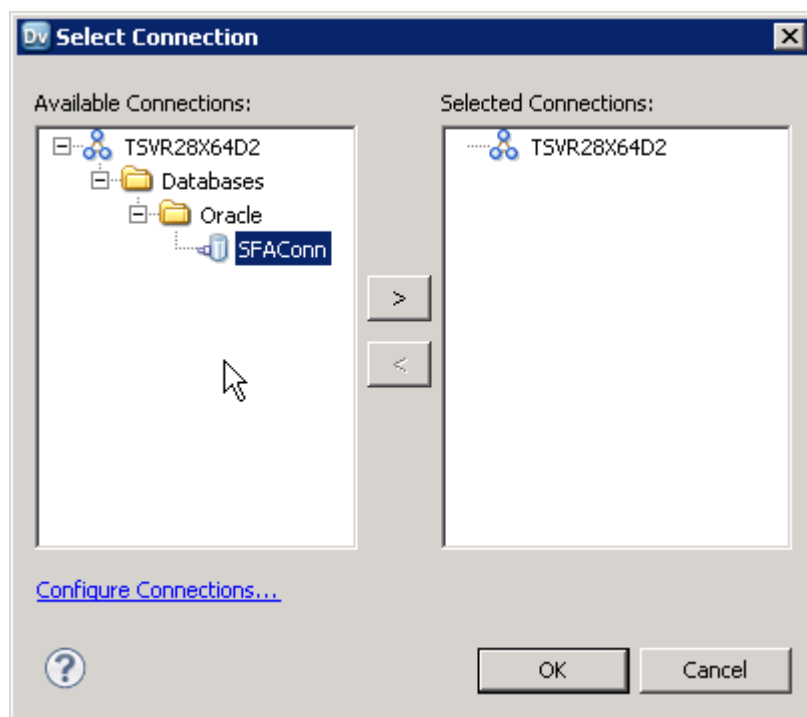 Dv Select Connection
Available Connections:
Selected Connections:
TSVR28X64D2
Databases
Oracle
SFAConn
TSVR28X64D2
>
<
Configure Connections...
?
OK
Cancel